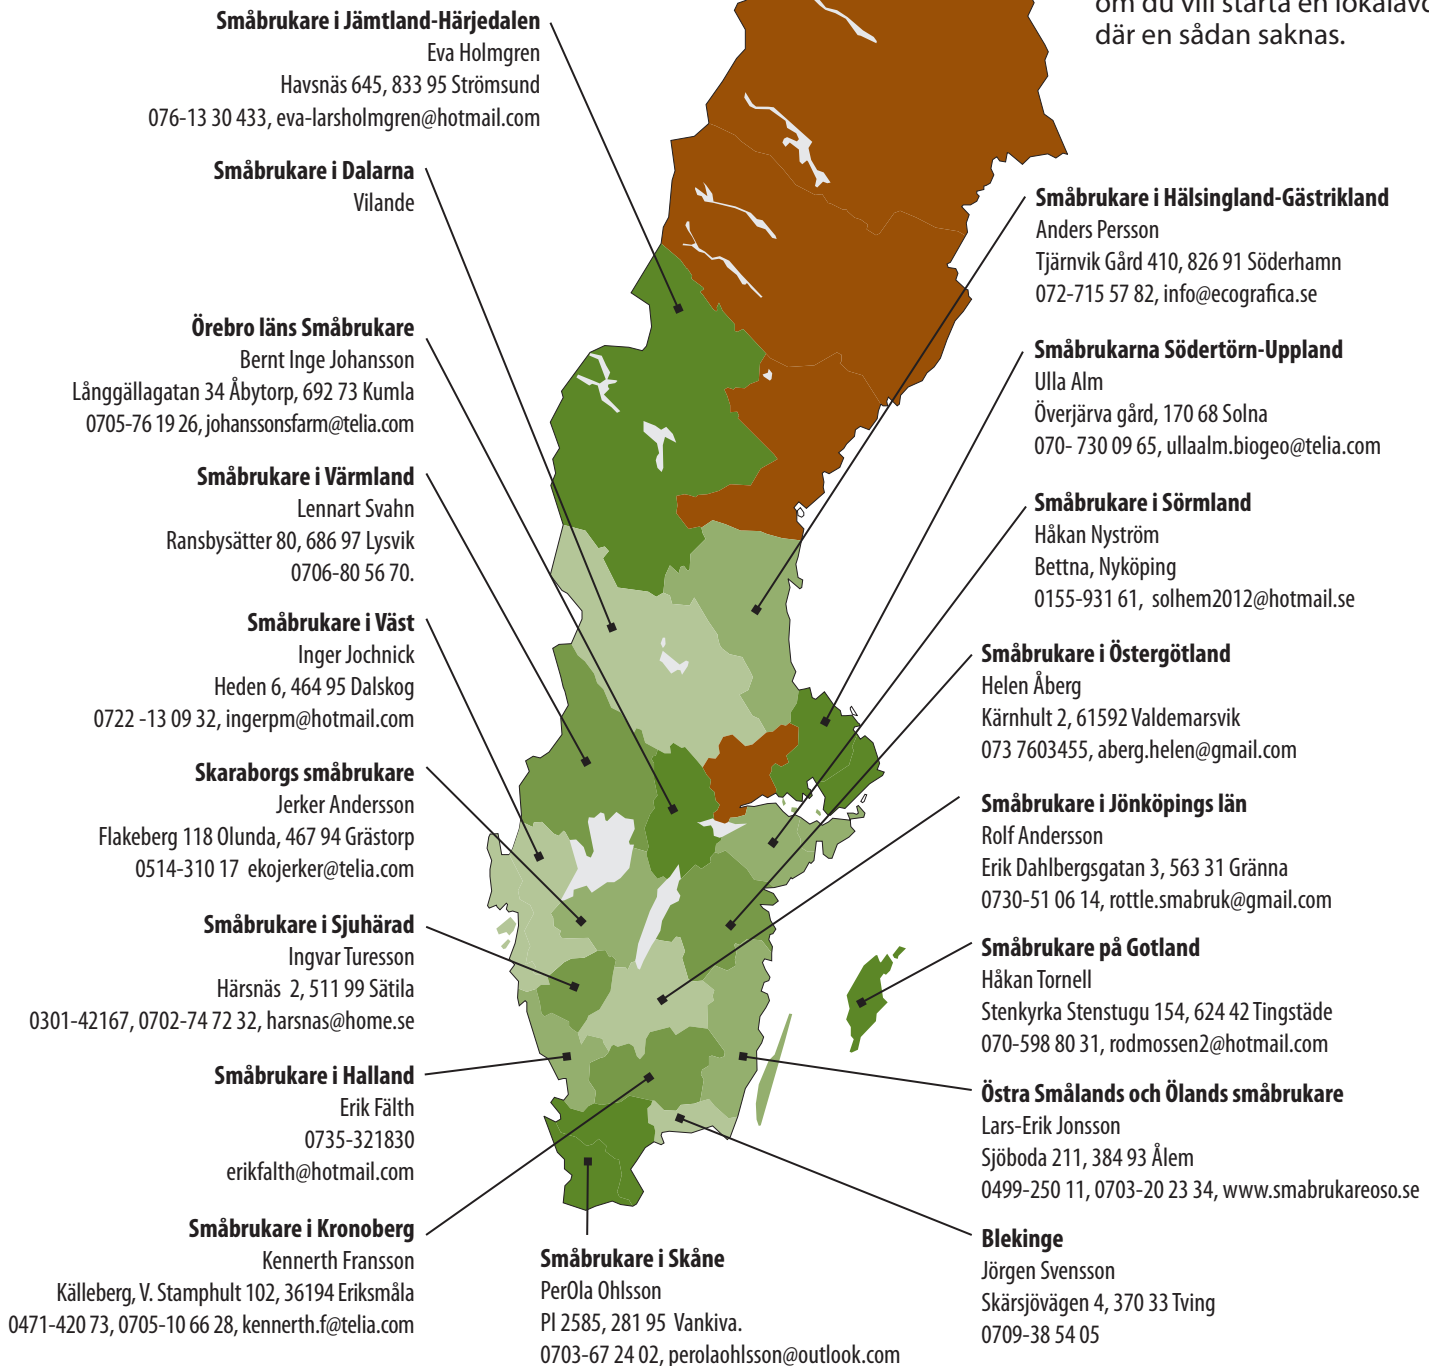 om du vill starta en lokalavd
där en sådan saknas.
Småbrukare i Jämtland-Härjedalen
Eva Holmgren
Havsnäs 645, 833 95 Strömsund
076-13 30 433, eva-larsholmgren@hotmail.com
Småbrukare i Dalarna
Vilande
Örebro läns Småbrukare
Bernt Inge Johansson
Långgällagatan 34 Åbytorp, 692 73 Kumla
0705-76 19 26, johanssonsfarm@telia.com
Småbrukare i Värmland
Lennart Svahn
Ransbysätter 80, 686 97 Lysvik
0706-80 56 70.
Småbrukare i Väst
Inger Jochnick
Heden 6, 464 95 Dalskog
0722 -13 09 32, ingerpm@hotmail.com
Skaraborgs småbrukare
Jerker Andersson
Flakeberg 118 Olunda, 467 94 Grästorp
0514-310 17 ekojerker@telia.com
Småbrukare i Sjuhärad
Ingvar Turesson
Härsnäs 2, 511 99 Sätila
0301-42167, 0702-74 72 32, harsnas@home.se
Småbrukare i Halland
Erik Fälth
0735-321830
erikfalth@hotmail.com
Småbrukare i Kronoberg
Kennerth Fransson
Källeberg, V. Stamphult 102, 36194 Eriksmåla
0471-420 73, 0705-10 66 28, kennerth.f@telia.com
Småbrukare i Skåne
PerOla Ohlsson
Pl 2585, 281 95 Vankiva.
0703-67 24 02, perolaohlsson@outlook.com
Småbrukare i Hälsingland-Gästrikland
Anders Persson
Tjärnvik Gård 410, 826 91 Söderhamn
072-715 57 82, info@ecografica.se
Småbrukarna Södertörn-Uppland
Ulla Alm
Överjärva gård, 170 68 Solna
070- 730 09 65, ullaalm.biogeo@telia.com
Småbrukare i Sörmland
Håkan Nyström
Bettna, Nyköping
0155-931 61, solhem2012@hotmail.se
Småbrukare i Östergötland
Helen Åberg
Kärnhult 2, 61592 Valdemarsvik
073 7603455, aberg.helen@gmail.com
Småbrukare i Jönköpings län
Rolf Andersson
Erik Dahlbergsgatan 3, 563 31 Gränna
0730-51 06 14, rottle.smabruk@gmail.com
Småbrukare på Gotland
Håkan Tornell
Stenkyrka Stenstugu 154, 624 42 Tingstäde
070-598 80 31, rodmossen2@hotmail.com
Östra Smålands och Ölands småbrukare
Lars-Erik Jonsson
Sjöboda 211, 384 93 Ålem
0499-250 11, 0703-20 23 34, www.smabrukareoso.se
Blekinge
Jörgen Svensson
Skärsjövägen 4, 370 33 Tving
0709-38 54 05